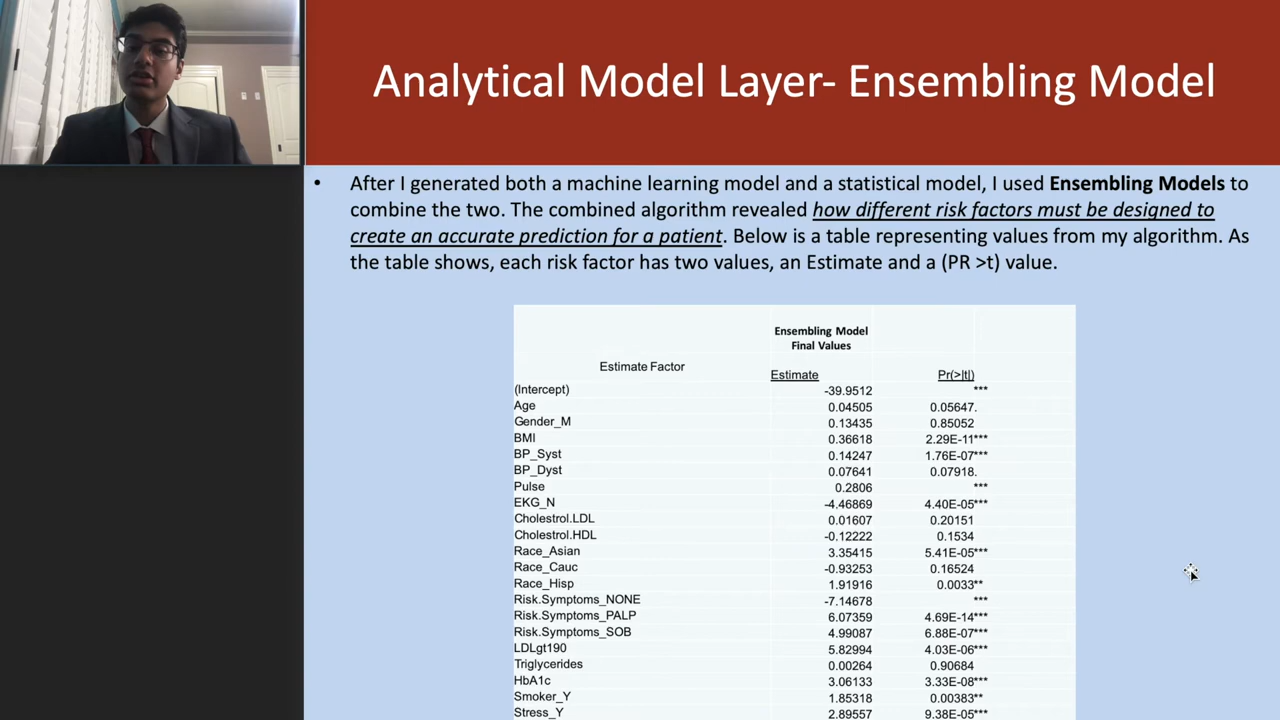 Analytical Model Layer- Ensembling Model
• After I generated both a machine learning model and a statistical model, I used Ensembling Models to
combine the two. The combined algorithm revealed how different risk factors must be designed to
create an accurate prediction for a patient. Below is a table representing values from my algorithm. As
the table shows, each risk factor has two values, an Estimate and a (PR >t) value.
Ensembling Model
Final Values
Estimate Factor Estimate Pr(>|t|)
(Intercept) -39.9512 ***
Age 0.04505 0.05647.
Gender_M 0.13435 0.85052
BMI 0.36618 2.29E-11***
BP_Syst 0.14247 1.76E-07***
BP_Dyst 0.07641 0.07918.
Pulse 0.2806 ***
EKG_N -4.46869 4.40E-05***
Cholestrol.LDL 0.01607 0.20151
Cholestrol.HDL -0.12222 0.1534
Race_Asian 3.35415 5.41E-05***
Race_Cauc -0.93253 0.16524
Race_Hisp 1.91916 0.0033**
Risk.Symptoms_NONE -7.14678 ***
Risk.Symptoms_PALP 6.07359 4.69E-14***
Risk.Symptoms_SOB 4.99087 6.88E-07***
LDLgt190 5.82994 4.03E-06***
Triglycerides 0.00264 0.90684
HbA1c 3.06133 3.33E-08***
Smoker_Y 1.85318 0.00383**
Stress_Y 2.89557 9.38E-05***